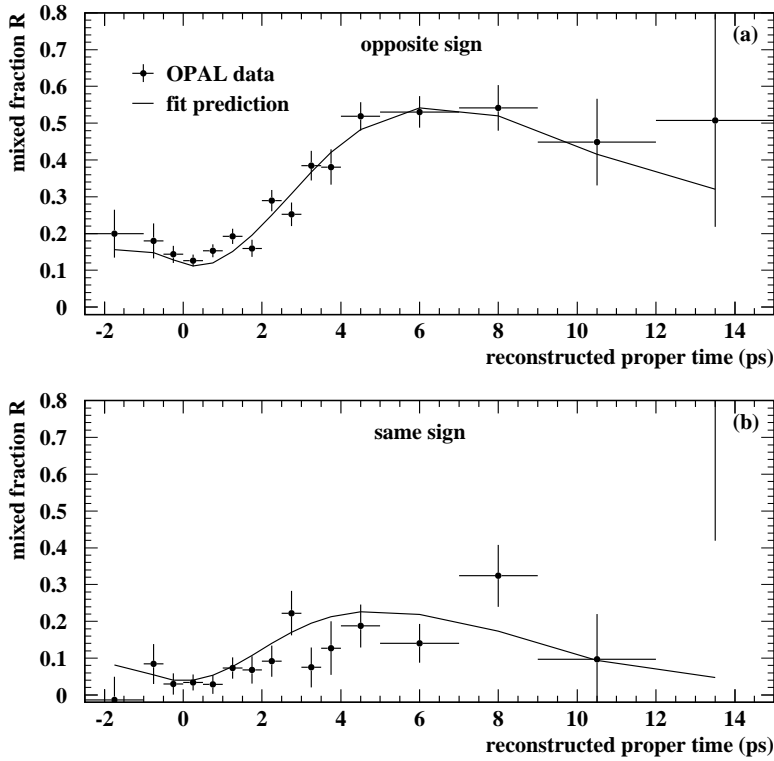 mixed fraction R
0.8
0.7
0.6
0.5
0.4
0.3
0.2
0.1
0
(a)
opposite sign
OPAL data
fit prediction
-2 0 2 4 6 8 10 12 14
reconstructed proper time (ps)
mixed fraction R
0.8
0.7
0.6
0.5
0.4
0.3
0.2
0.1
0
(b)
same sign
-2 0 2 4 6 8 10 12 14
reconstructed proper time (ps)